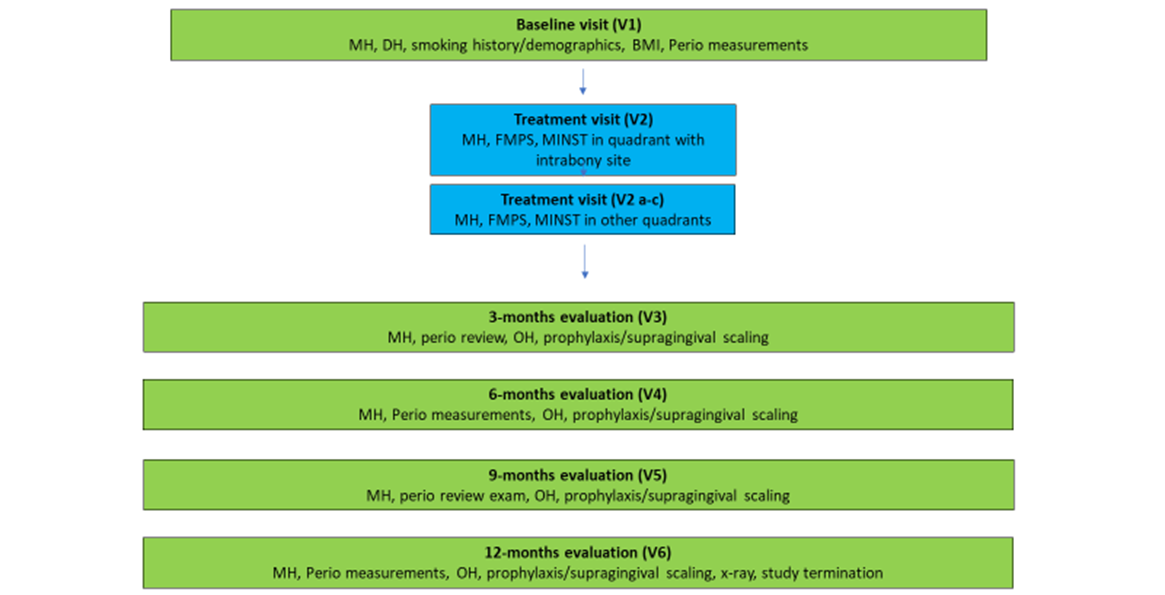 Baseline visit (V1)
MH, DH, smoking history/demographics, BMI, Perio measurements
Treatment visit (V2)
MH, FMPS, MINST in quadrant with
intrabony site
Treatment visit (V2 a-c)
MH, FMPS, MINST in other quadrants
3-months evaluation (V3)
MH, perio review, OH, prophylaxis/supragingival scaling
6-months evaluation (V4)
MH, Perio measurements, OH, prophylaxis/supragingival scaling
9-months evaluation (V5)
MH, perio review exam, OH, prophylaxis/supragingival scaling
12-months evaluation (V6)
MH, Perio measurements, OH, prophylaxis/supragingival scaling, x-ray, study termination